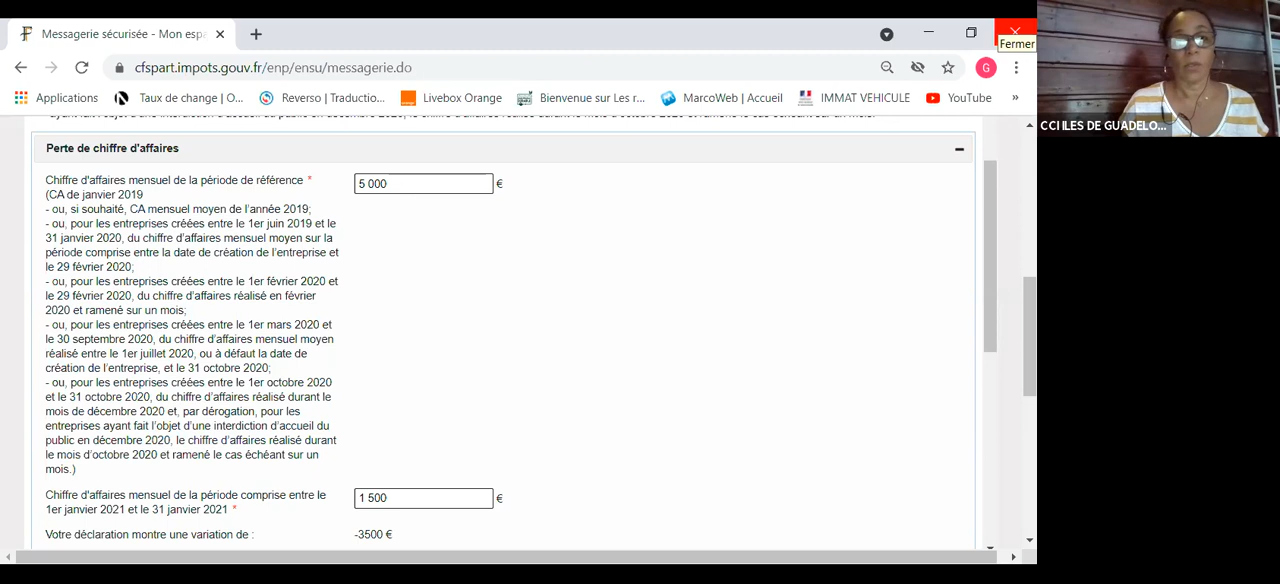 Messagerie sécurisée - Mon esp
Fermer
cfspart.impots.gouv.fr/enp/ensu/messagerie.do
G
Applications
Taux de change | O...
Reverso | Traductio...
Livebox Orange
Bienvenue sur Les r...
MarcoWeb | Accueil
IMMAT VEHICULE
YouTube
»
CCI ILES DE GUADELO...
Perte de chiffre d'affaires
Chiffre d'affaires mensuel de la période de référence *
5 000 €
(CA de janvier 2019
- ou, si souhaité, CA mensuel moyen de l'année 2019;
- ou, pour les entreprises créées entre le 1er juin 2019 et le
31 janvier 2020, du chiffre d'affaires mensuel moyen sur la
période comprise entre la date de création de l'entreprise et
le 29 février 2020;
- ou, pour les entreprises créées entre le 1er février 2020 et
le 29 février 2020, du chiffre d'affaires réalisé en février
2020 et ramené sur un mois;
- ou, pour les entreprises créées entre le 1er mars 2020 et
le 30 septembre 2020, du chiffre d'affaires mensuel moyen
réalisé entre le 1er juillet 2020, ou à défaut la date de
création de l'entreprise, et le 31 octobre 2020;
- ou, pour les entreprises créées entre le 1er octobre 2020
et le 31 octobre 2020, du chiffre d'affaires réalisé durant le
mois de décembre 2020 et, par dérogation, pour les
entreprises ayant fait l'objet d'une interdiction d'accueil du
public en décembre 2020, le chiffre d'affaires réalisé durant
le mois d'octobre 2020 et ramené le cas échéant sur un
mois.)
Chiffre d'affaires mensuel de la période comprise entre le
1er janvier 2021 et le 31 janvier 2021 *
1 500 €
Votre déclaration montre une variation de :
-3500 €